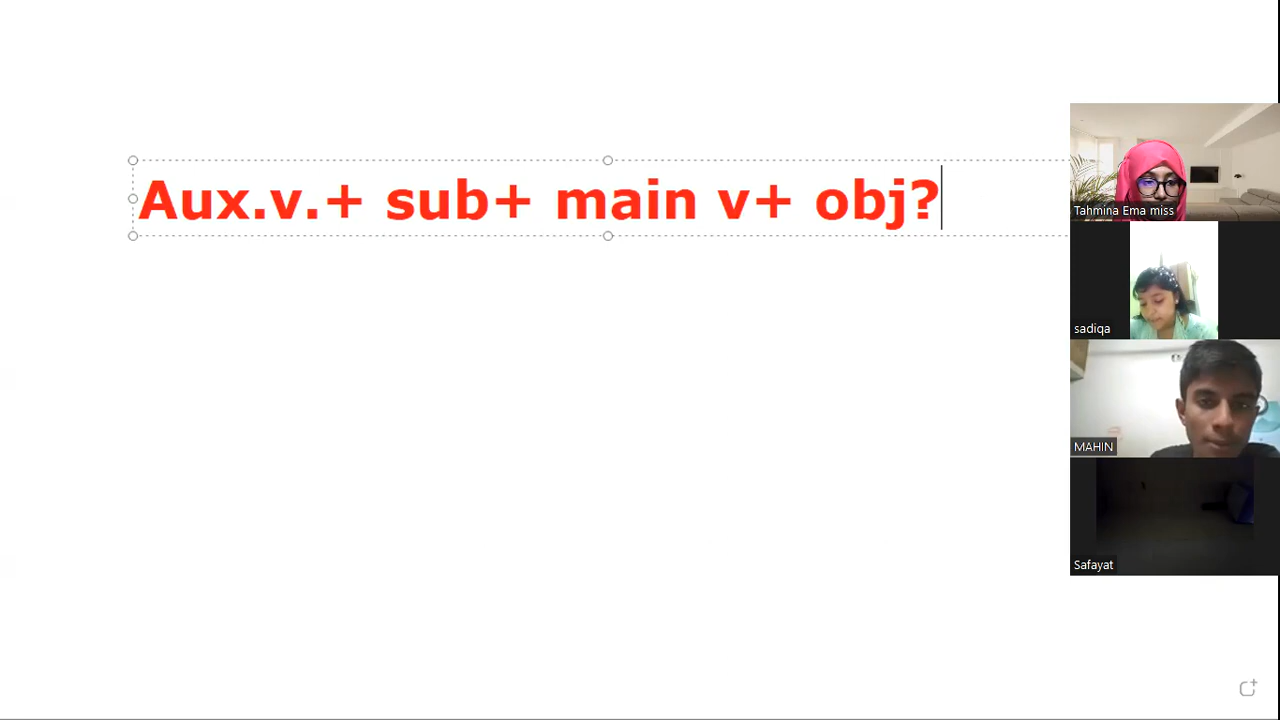 Aux.v.+ sub+ main v+ obj?
Tahmina Ema miss
sadiqa
MAHIN
Safayat